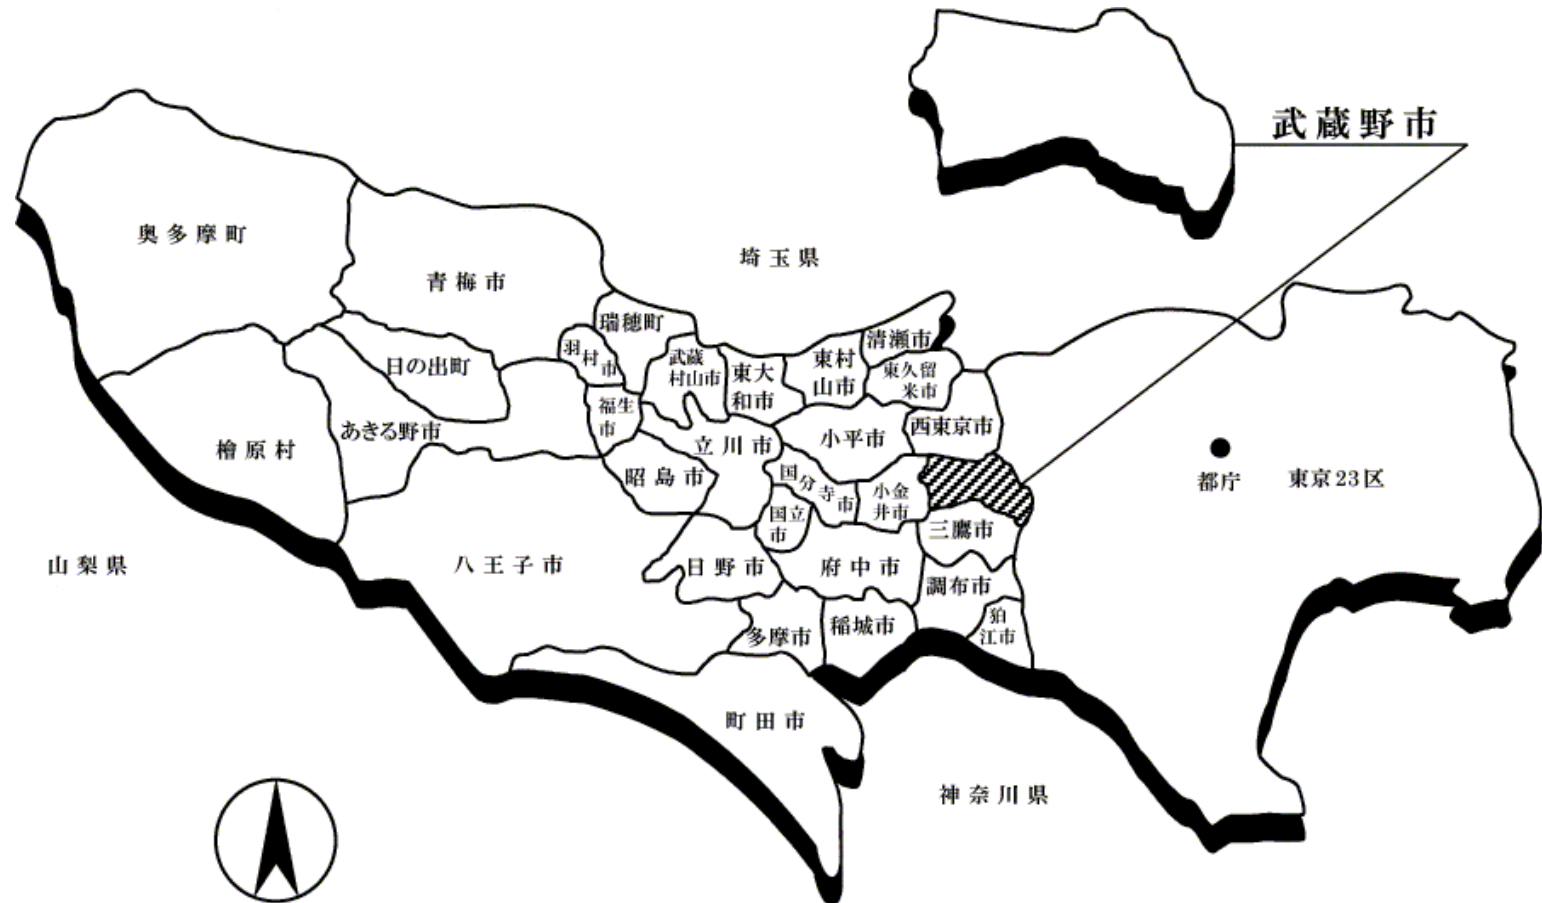 武蔵野市
埼玉県
奥多摩町
青梅市
瑞穂町
羽村市
武蔵
村山市
東大
和市
東村
山市
清瀬市
東久留
米市
日の出町
福生
市
あきる野市
檜原村
立川市
小平市
西東京市
昭島市
国分寺市
小金
井市
国立
市
三鷹市
都庁
東京23区
山梨県
八王子市
日野市
府中市
調布市
狛
江市
多摩市
稲城市
町田市
神奈川県